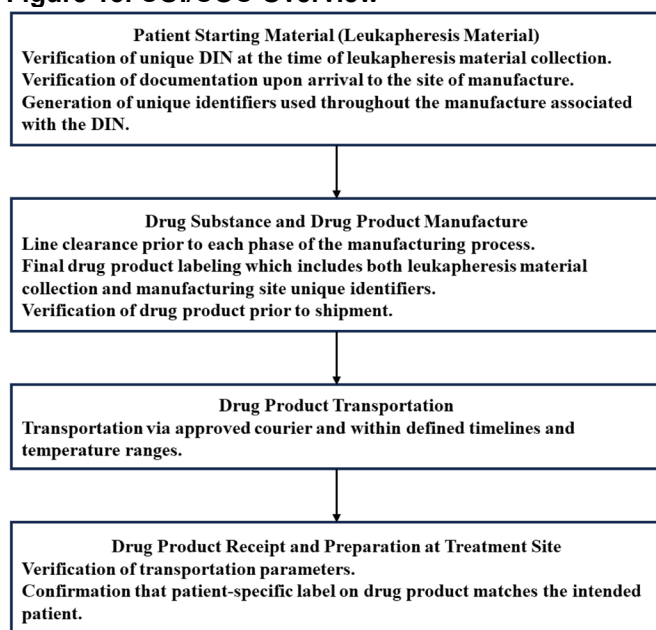 Patient Starting Material (Leukapheresis Material)
Verification of unique DIN at the time of leukapheresis material collection.
Verification of documentation upon arrival to the site of manufacture.
Generation of unique identifiers used throughout the manufacture associated
with the DIN.
Drug Substance and Drug Product Manufacture
Line clearance prior to each phase of the manufacturing process.
Final drug product labeling which includes both leukapheresis material
collection and manufacturing site unique identifiers.
Verification of drug product prior to shipment.
Drug Product Transportation
Transportation via approved courier and within defined timelines and
temperature ranges.
Drug Product Receipt and Preparation at Treatment Site
Verification of transportation parameters.
Confirmation that patient-specific label on drug product matches the intended
patient.